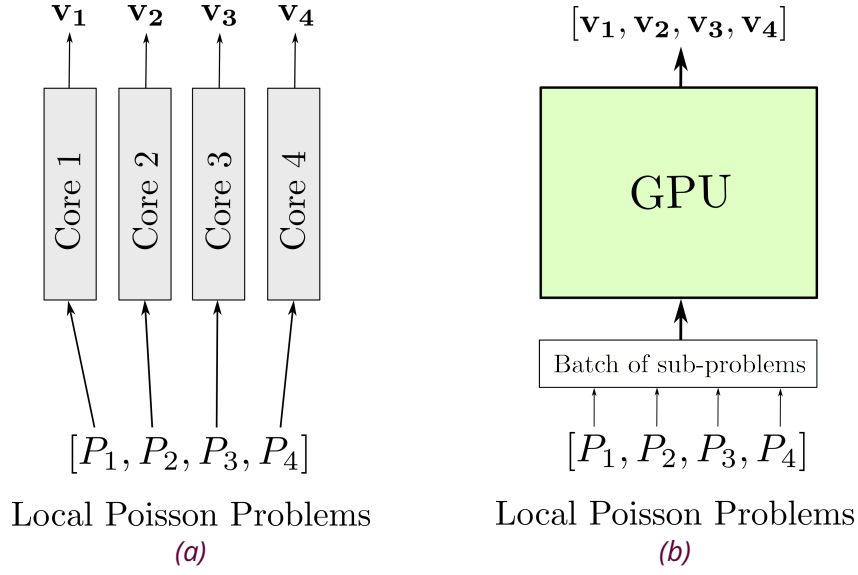 v₁ v₂ v₃ v₄
Core 1
Core 2
Core 3
Core 4
[P₁, P₂, P₃, P₄]
Local Poisson Problems
(a)
[v₁, v₂, v₃, v₄]
GPU
Batch of sub-problems
[P₁, P₂, P₃, P₄]
Local Poisson Problems
(b)